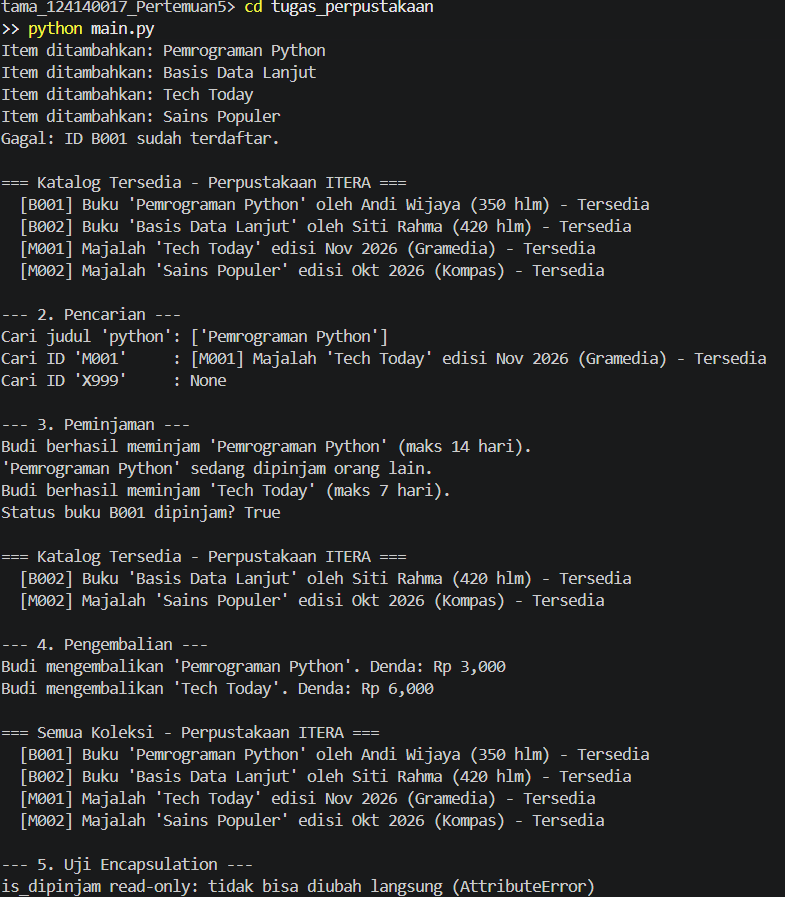 tama_124140017_Pertemuan5> cd tugas_perpustakaan
>> python main.py
Item ditambahkan: Pemrograman Python
Item ditambahkan: Basis Data Lanjut
Item ditambahkan: Tech Today
Item ditambahkan: Sains Populer
Gagal: ID B001 sudah terdaftar.

=== Katalog Tersedia - Perpustakaan ITERA ===
  [B001] Buku 'Pemrograman Python' oleh Andi Wijaya (350 hlm) - Tersedia
  [B002] Buku 'Basis Data Lanjut' oleh Siti Rahma (420 hlm) - Tersedia
  [M001] Majalah 'Tech Today' edisi Nov 2026 (Gramedia) - Tersedia
  [M002] Majalah 'Sains Populer' edisi Okt 2026 (Kompas) - Tersedia

--- 2. Pencarian ---
Cari judul 'python': ['Pemrograman Python']
Cari ID 'M001'     : [M001] Majalah 'Tech Today' edisi Nov 2026 (Gramedia) - Tersedia
Cari ID 'X999'     : None

--- 3. Peminjaman ---
Budi berhasil meminjam 'Pemrograman Python' (maks 14 hari).
'Pemrograman Python' sedang dipinjam orang lain.
Budi berhasil meminjam 'Tech Today' (maks 7 hari).
Status buku B001 dipinjam? True

=== Katalog Tersedia - Perpustakaan ITERA ===
  [B002] Buku 'Basis Data Lanjut' oleh Siti Rahma (420 hlm) - Tersedia
  [M002] Majalah 'Sains Populer' edisi Okt 2026 (Kompas) - Tersedia

--- 4. Pengembalian ---
Budi mengembalikan 'Pemrograman Python'. Denda: Rp 3,000
Budi mengembalikan 'Tech Today'. Denda: Rp 6,000

=== Semua Koleksi - Perpustakaan ITERA ===
  [B001] Buku 'Pemrograman Python' oleh Andi Wijaya (350 hlm) - Tersedia
  [B002] Buku 'Basis Data Lanjut' oleh Siti Rahma (420 hlm) - Tersedia
  [M001] Majalah 'Tech Today' edisi Nov 2026 (Gramedia) - Tersedia
  [M002] Majalah 'Sains Populer' edisi Okt 2026 (Kompas) - Tersedia

--- 5. Uji Encapsulation ---
is_dipinjam read-only: tidak bisa diubah langsung (AttributeError)